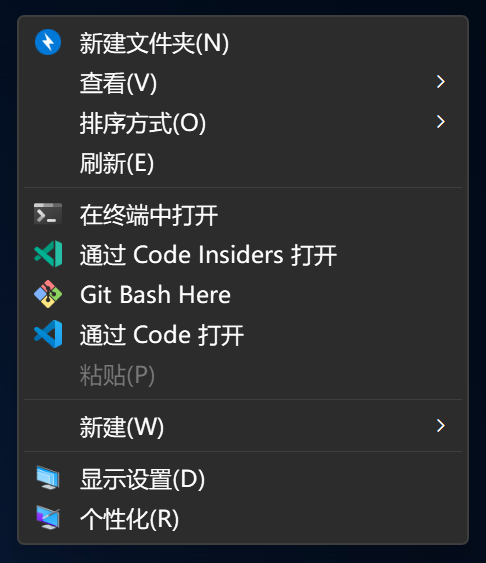 新建文件夹(N)
查看(V)
排序方式(O)
刷新(E)
在终端中打开
通过 Code Insiders 打开
Git Bash Here
通过 Code 打开
粘贴(P)
新建(W)
显示设置(D)
个性化(R)